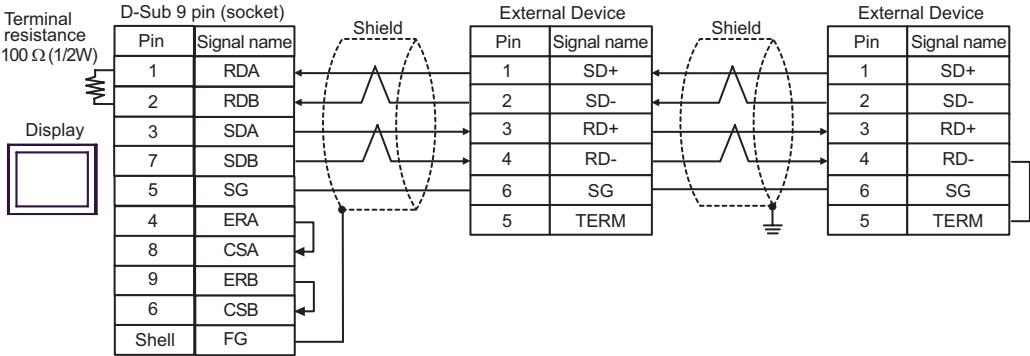 Terminal
resistance
100 Ω (1/2W)
Display
D-Sub 9 pin (socket)
Pin Signal name
1 RDA
2 RDB
3 SDA
7 SDB
5 SG
4 ERA
8 CSA
9 ERB
6 CSB
Shell FG
Shield
External Device
Pin Signal name
1 SD+
2 SD-
3 RD+
4 RD-
6 SG
5 TERM
Shield
External Device
Pin Signal name
1 SD+
2 SD-
3 RD+
4 RD-
6 SG
5 TERM